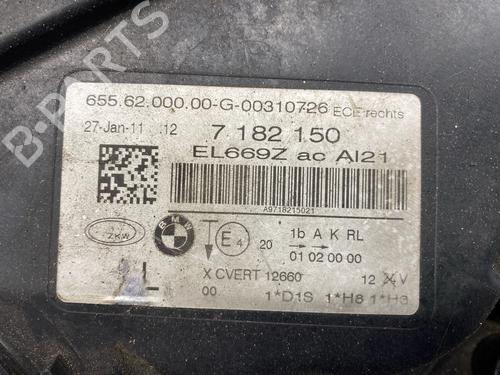 B-PARTS
655.62.000.00-G-00310726 ECE rechts
27-Jan-11 12 7 182 150
EL669Z ac AI21
A9718215021
ZKW
BMW
E4 20 1b A K RL
01 02 00 00
L X CVERT 12660 12 V
00 1*D1S 1*H8 1*H3